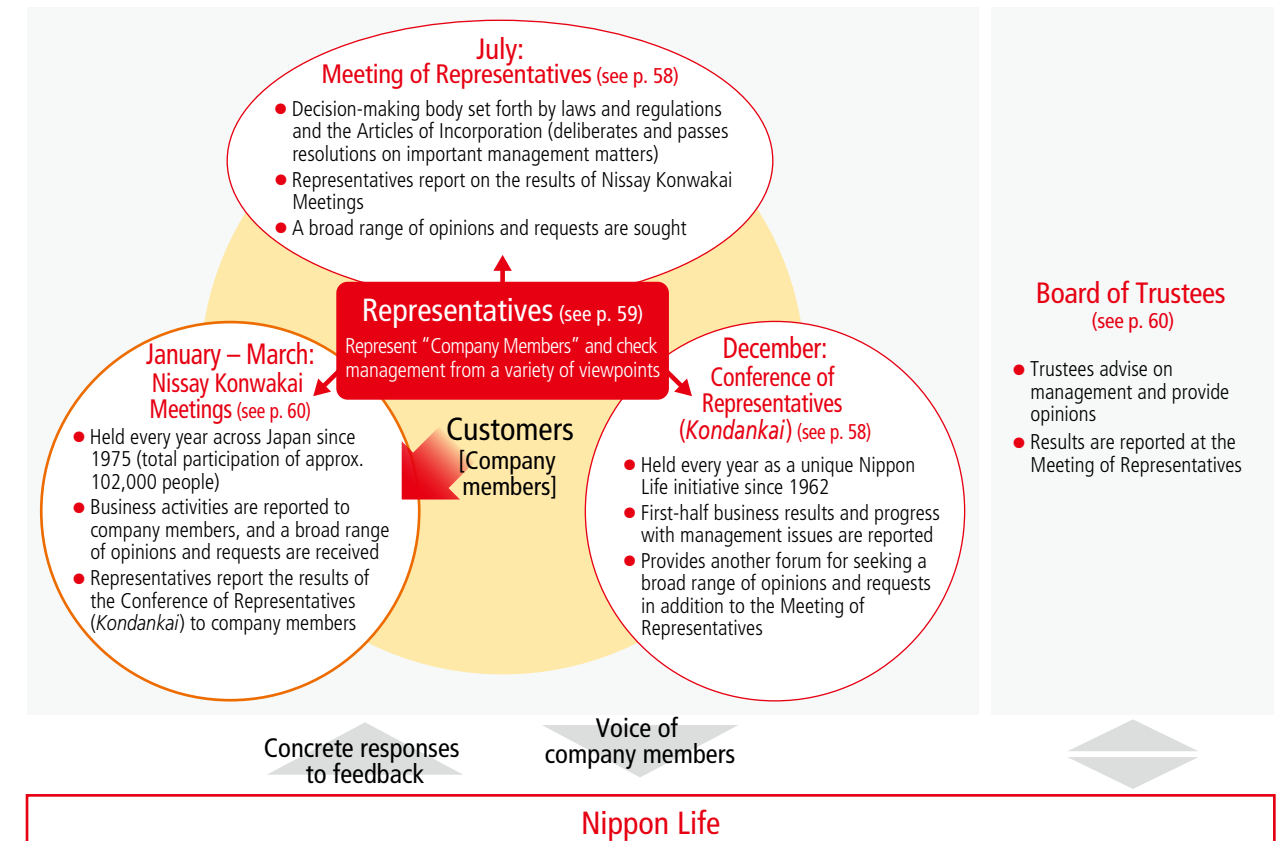 July:
Meeting of Representatives (see p. 58)
● Decision-making body set forth by laws and regulations
and the Articles of Incorporation (deliberates and passes
resolutions on important management matters)
● Representatives report on the results of Nissay Konwakai
Meetings
● A broad range of opinions and requests are sought
Representatives (see p. 59)
Represent “Company Members” and check
management from a variety of viewpoints
January – March:
Nissay Konwakai
Meetings (see p. 60)
● Held every year across Japan since
1975 (total participation of approx.
102,000 people)
● Business activities are reported to
company members, and a broad range
of opinions and requests are received
● Representatives report the results of
the Conference of Representatives
(Kondankai) to company members
Customers
[Company
members]
December:
Conference of
Representatives
(Kondankai) (see p. 58)
● Held every year as a unique Nippon
Life initiative since 1962
● First-half business results and progress
with management issues are reported
● Provides another forum for seeking a
broad range of opinions and requests
in addition to the Meeting of
Representatives
Board of Trustees
(see p. 60)
● Trustees advise on
management and provide
opinions
● Results are reported at the
Meeting of Representatives
Concrete responses
to feedback
Voice of
company members
Nippon Life